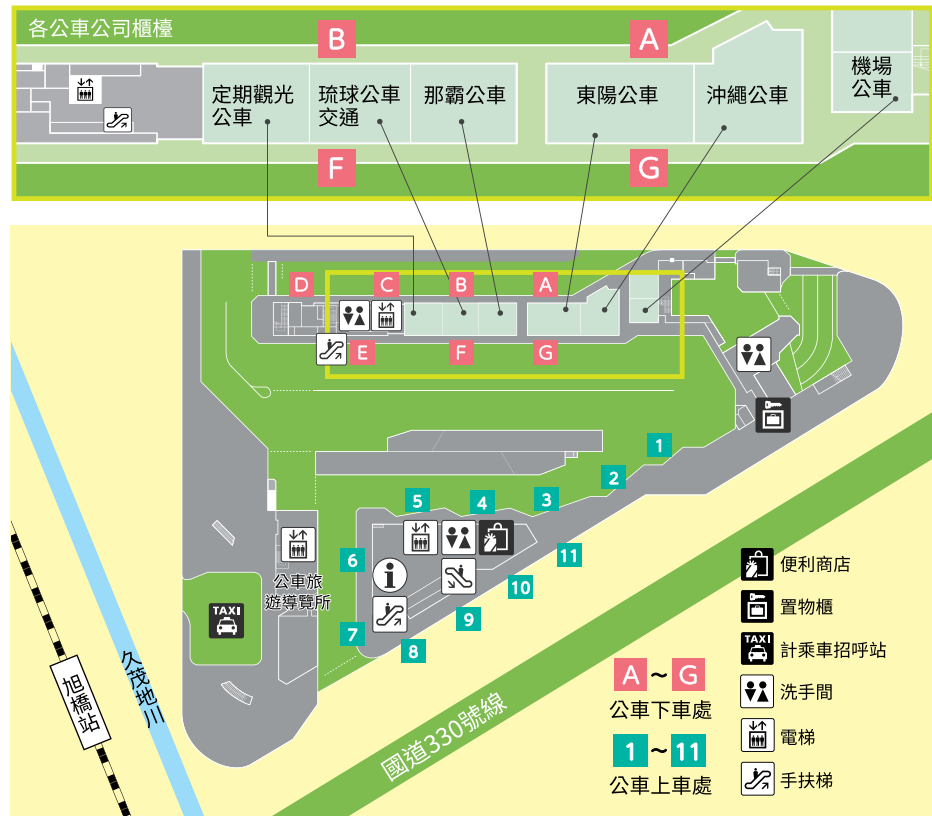 各公車公司櫃檯
B
A
定期觀光
公車
琉球公車
交通
那霸公車
東陽公車
沖繩公車
機場
公車
F
G
D
C
B
A
E
F
G
1
2
3
4
5
6
7
8
9
10
11
公車旅
遊導覽所
TAXI
久茂地川
旭橋站
國道330號線
A～G
公車下車處
1～11
公車上車處
便利商店
置物櫃
TAXI
計乘車招呼站
洗手間
電梯
手扶梯